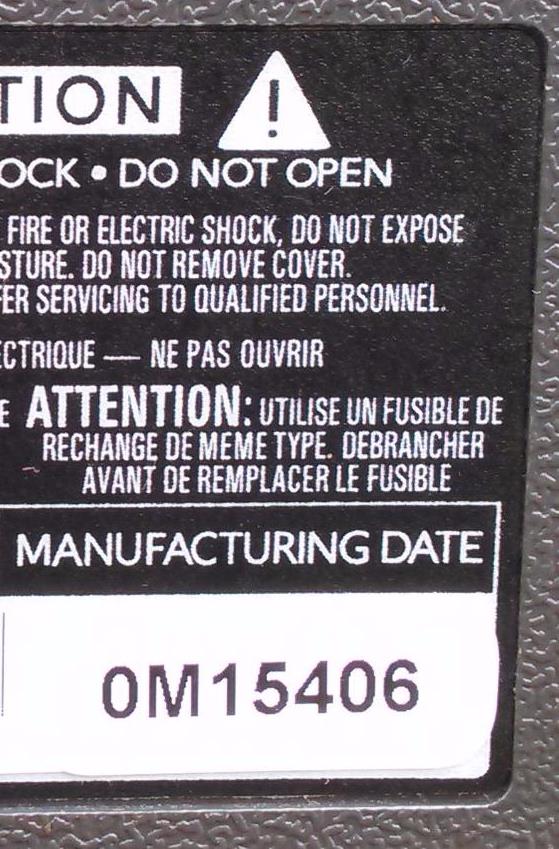 TION
OCK • DO NOT OPEN
FIRE OR ELECTRIC SHOCK, DO NOT EXPOSE
STURE. DO NOT REMOVE COVER.
FER SERVICING TO QUALIFIED PERSONNEL.
ECTRIQUE — NE PAS OUVRIR
E ATTENTION: UTILISE UN FUSIBLE DE
RECHANGE DE MEME TYPE. DEBRANCHER
AVANT DE REMPLACER LE FUSIBLE
MANUFACTURING DATE
0M15406